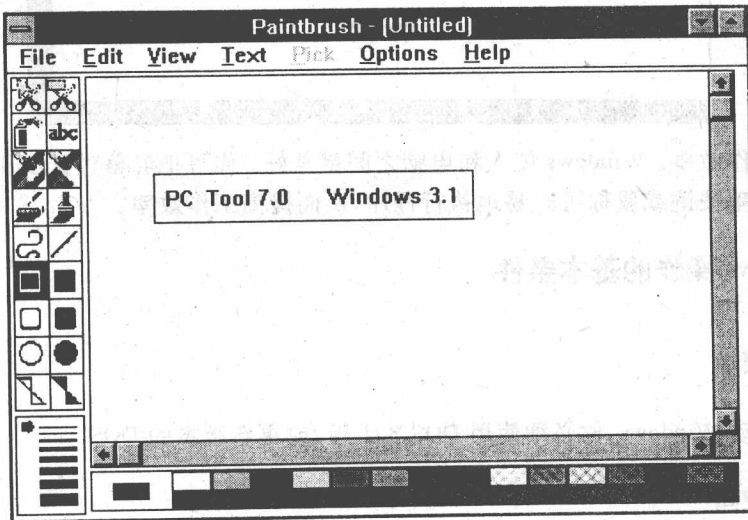 Paintbrush - (Untitled)
File Edit View Text Pick Options Help
abc
PC Tool 7.0 Windows 3.1